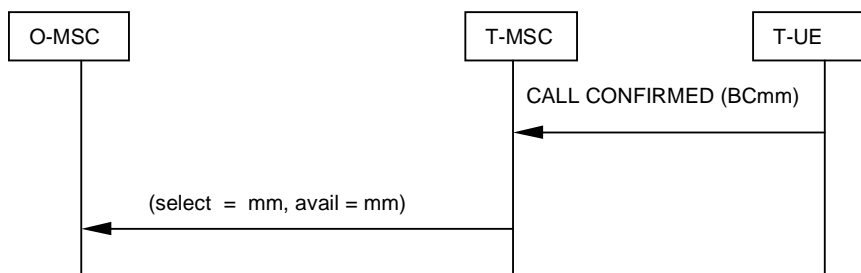 O-MSC
T-MSC
T-UE
CALL CONFIRMED (BCmm)
(select = mm, avail = mm)